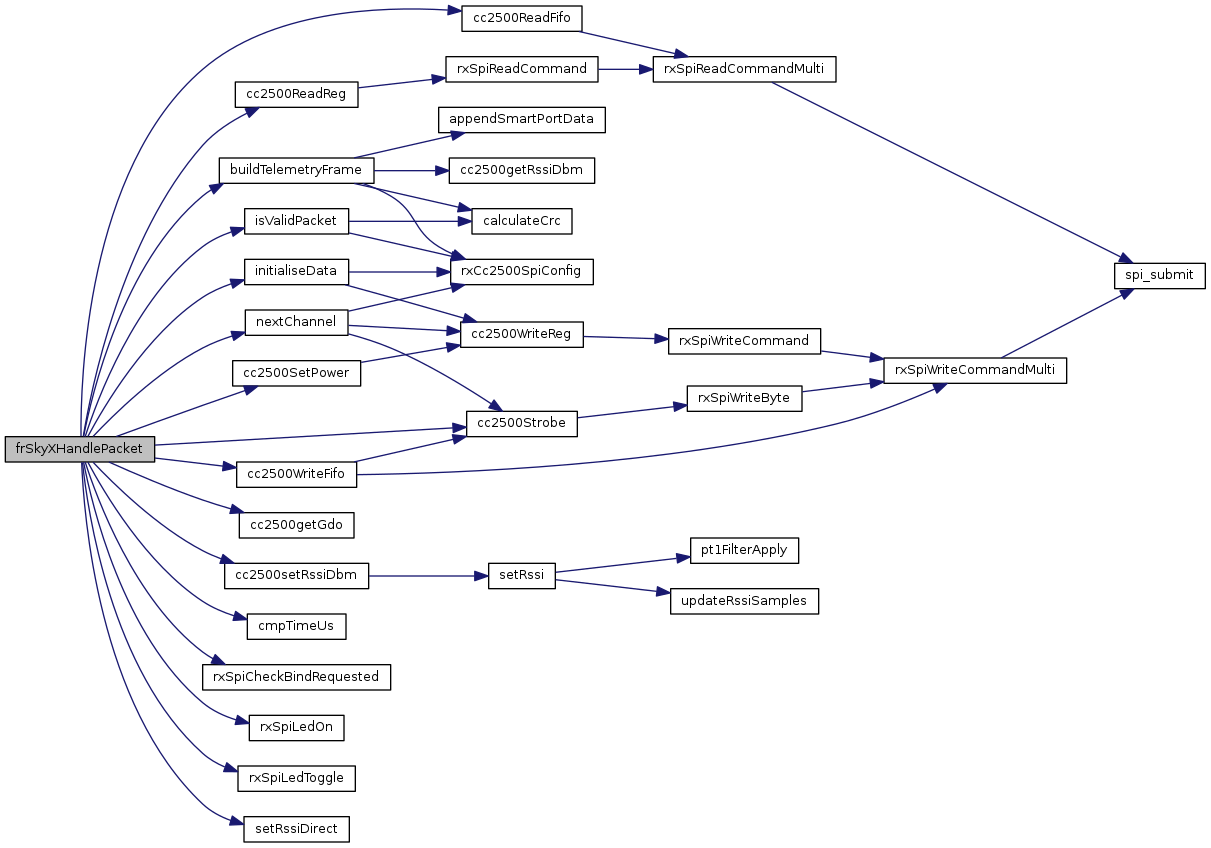 cc2500ReadFifo
rxSpiReadCommand
rxSpiReadCommandMulti
cc2500ReadReg
appendSmartPortData
buildTelemetryFrame
cc2500getRssiDbm
isValidPacket
calculateCrc
initialiseData
rxCc2500SpiConfig
spi_submit
nextChannel
cc2500WriteReg
rxSpiWriteCommand
cc2500SetPower
rxSpiWriteCommandMulti
rxSpiWriteByte
cc2500Strobe
frSkyXHandlePacket
cc2500WriteFifo
cc2500getGdo
pt1FilterApply
cc2500setRssiDbm
setRssi
updateRssiSamples
cmpTimeUs
rxSpiCheckBindRequested
rxSpiLedOn
rxSpiLedToggle
setRssiDirect